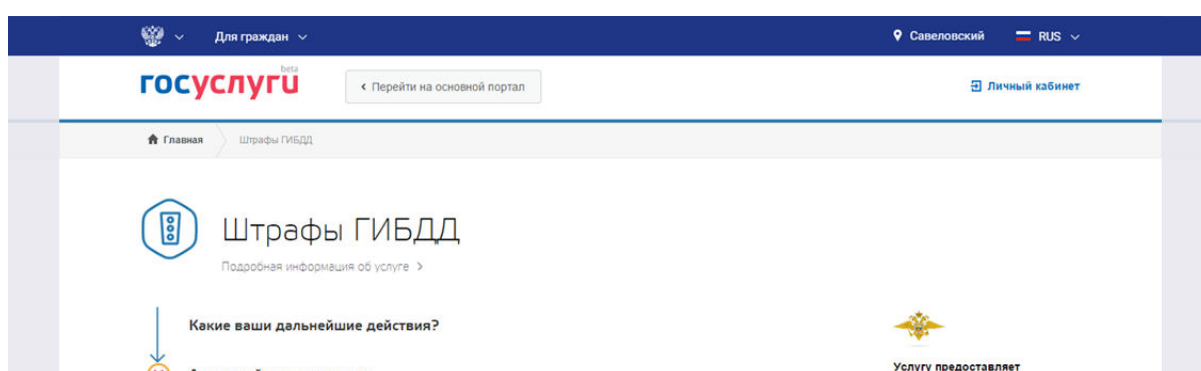 Для граждан
Савеловский
RUS
госуслуги beta
Перейти на основной портал
Личный кабинет
Главная
Штрафы ГИБДД
Штрафы ГИБДД
Подробная информация об услуге
Какие ваши дальнейшие действия?
Услугу предоставляет